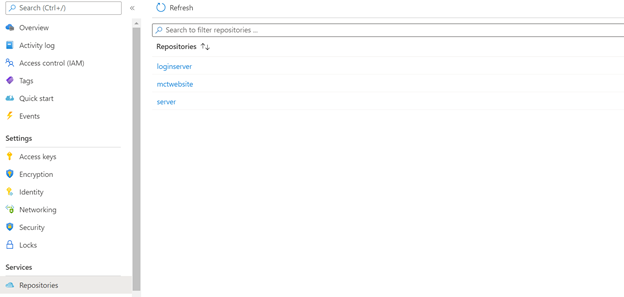 Search (Ctrl+/)
«
Overview
Activity log
Access control (IAM)
Tags
Quick start
Events
Settings
Access keys
Encryption
Identity
Networking
Security
Locks
Services
Repositories
Refresh
Search to filter repositories ...
Repositories ↑↓
loginserver
mctwebsite
server